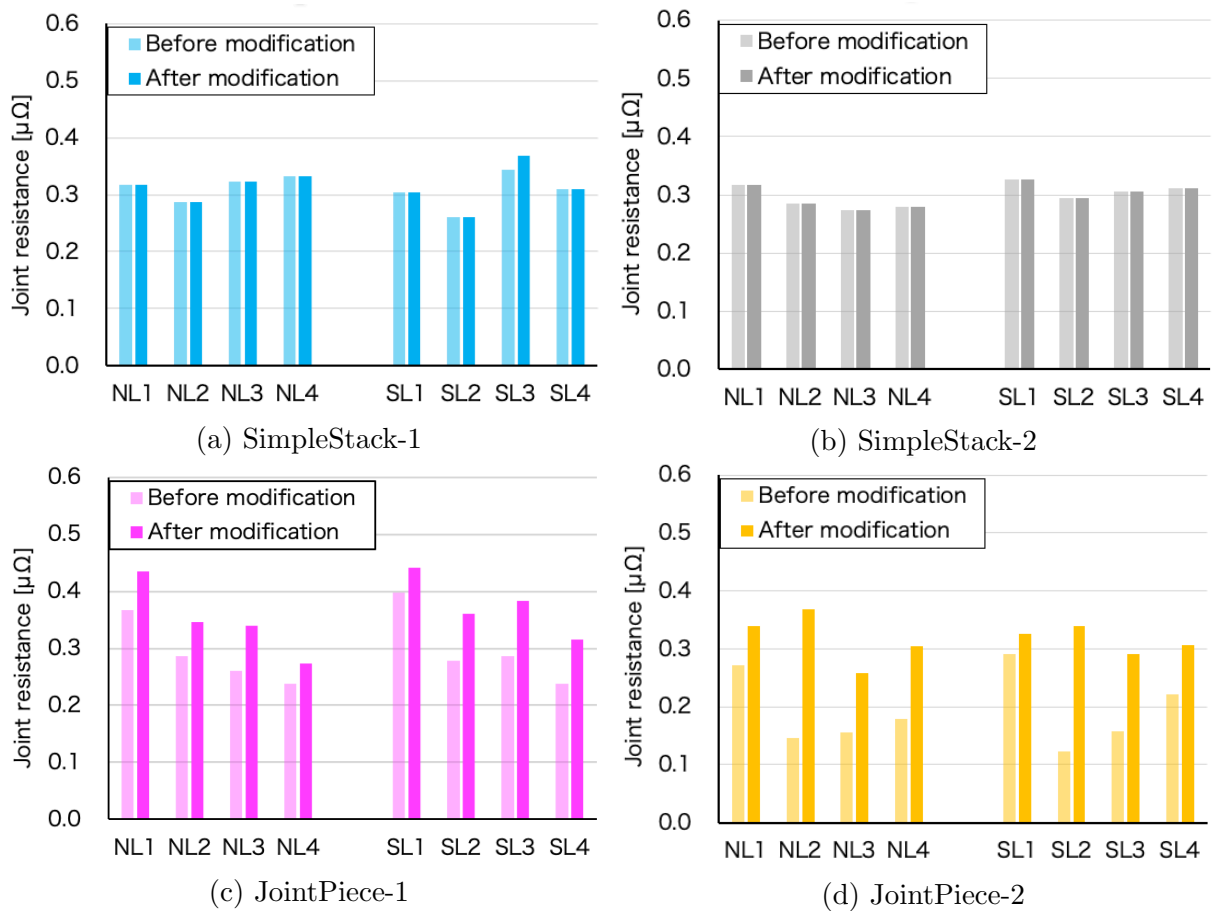 0.6
0.5
0.4
0.3
0.2
0.1
0.0
Joint resistance [μΩ]
Before modification
After modification
NL1 NL2 NL3 NL4 SL1 SL2 SL3 SL4
(a) SimpleStack-1
0.6
0.5
0.4
0.3
0.2
0.1
0.0
Joint resistance [μΩ]
Before modification
After modification
NL1 NL2 NL3 NL4 SL1 SL2 SL3 SL4
(b) SimpleStack-2
0.6
0.5
0.4
0.3
0.2
0.1
0.0
Joint resistance [μΩ]
Before modification
After modification
NL1 NL2 NL3 NL4 SL1 SL2 SL3 SL4
(c) JointPiece-1
0.6
0.5
0.4
0.3
0.2
0.1
0.0
Joint resistance [μΩ]
Before modification
After modification
NL1 NL2 NL3 NL4 SL1 SL2 SL3 SL4
(d) JointPiece-2